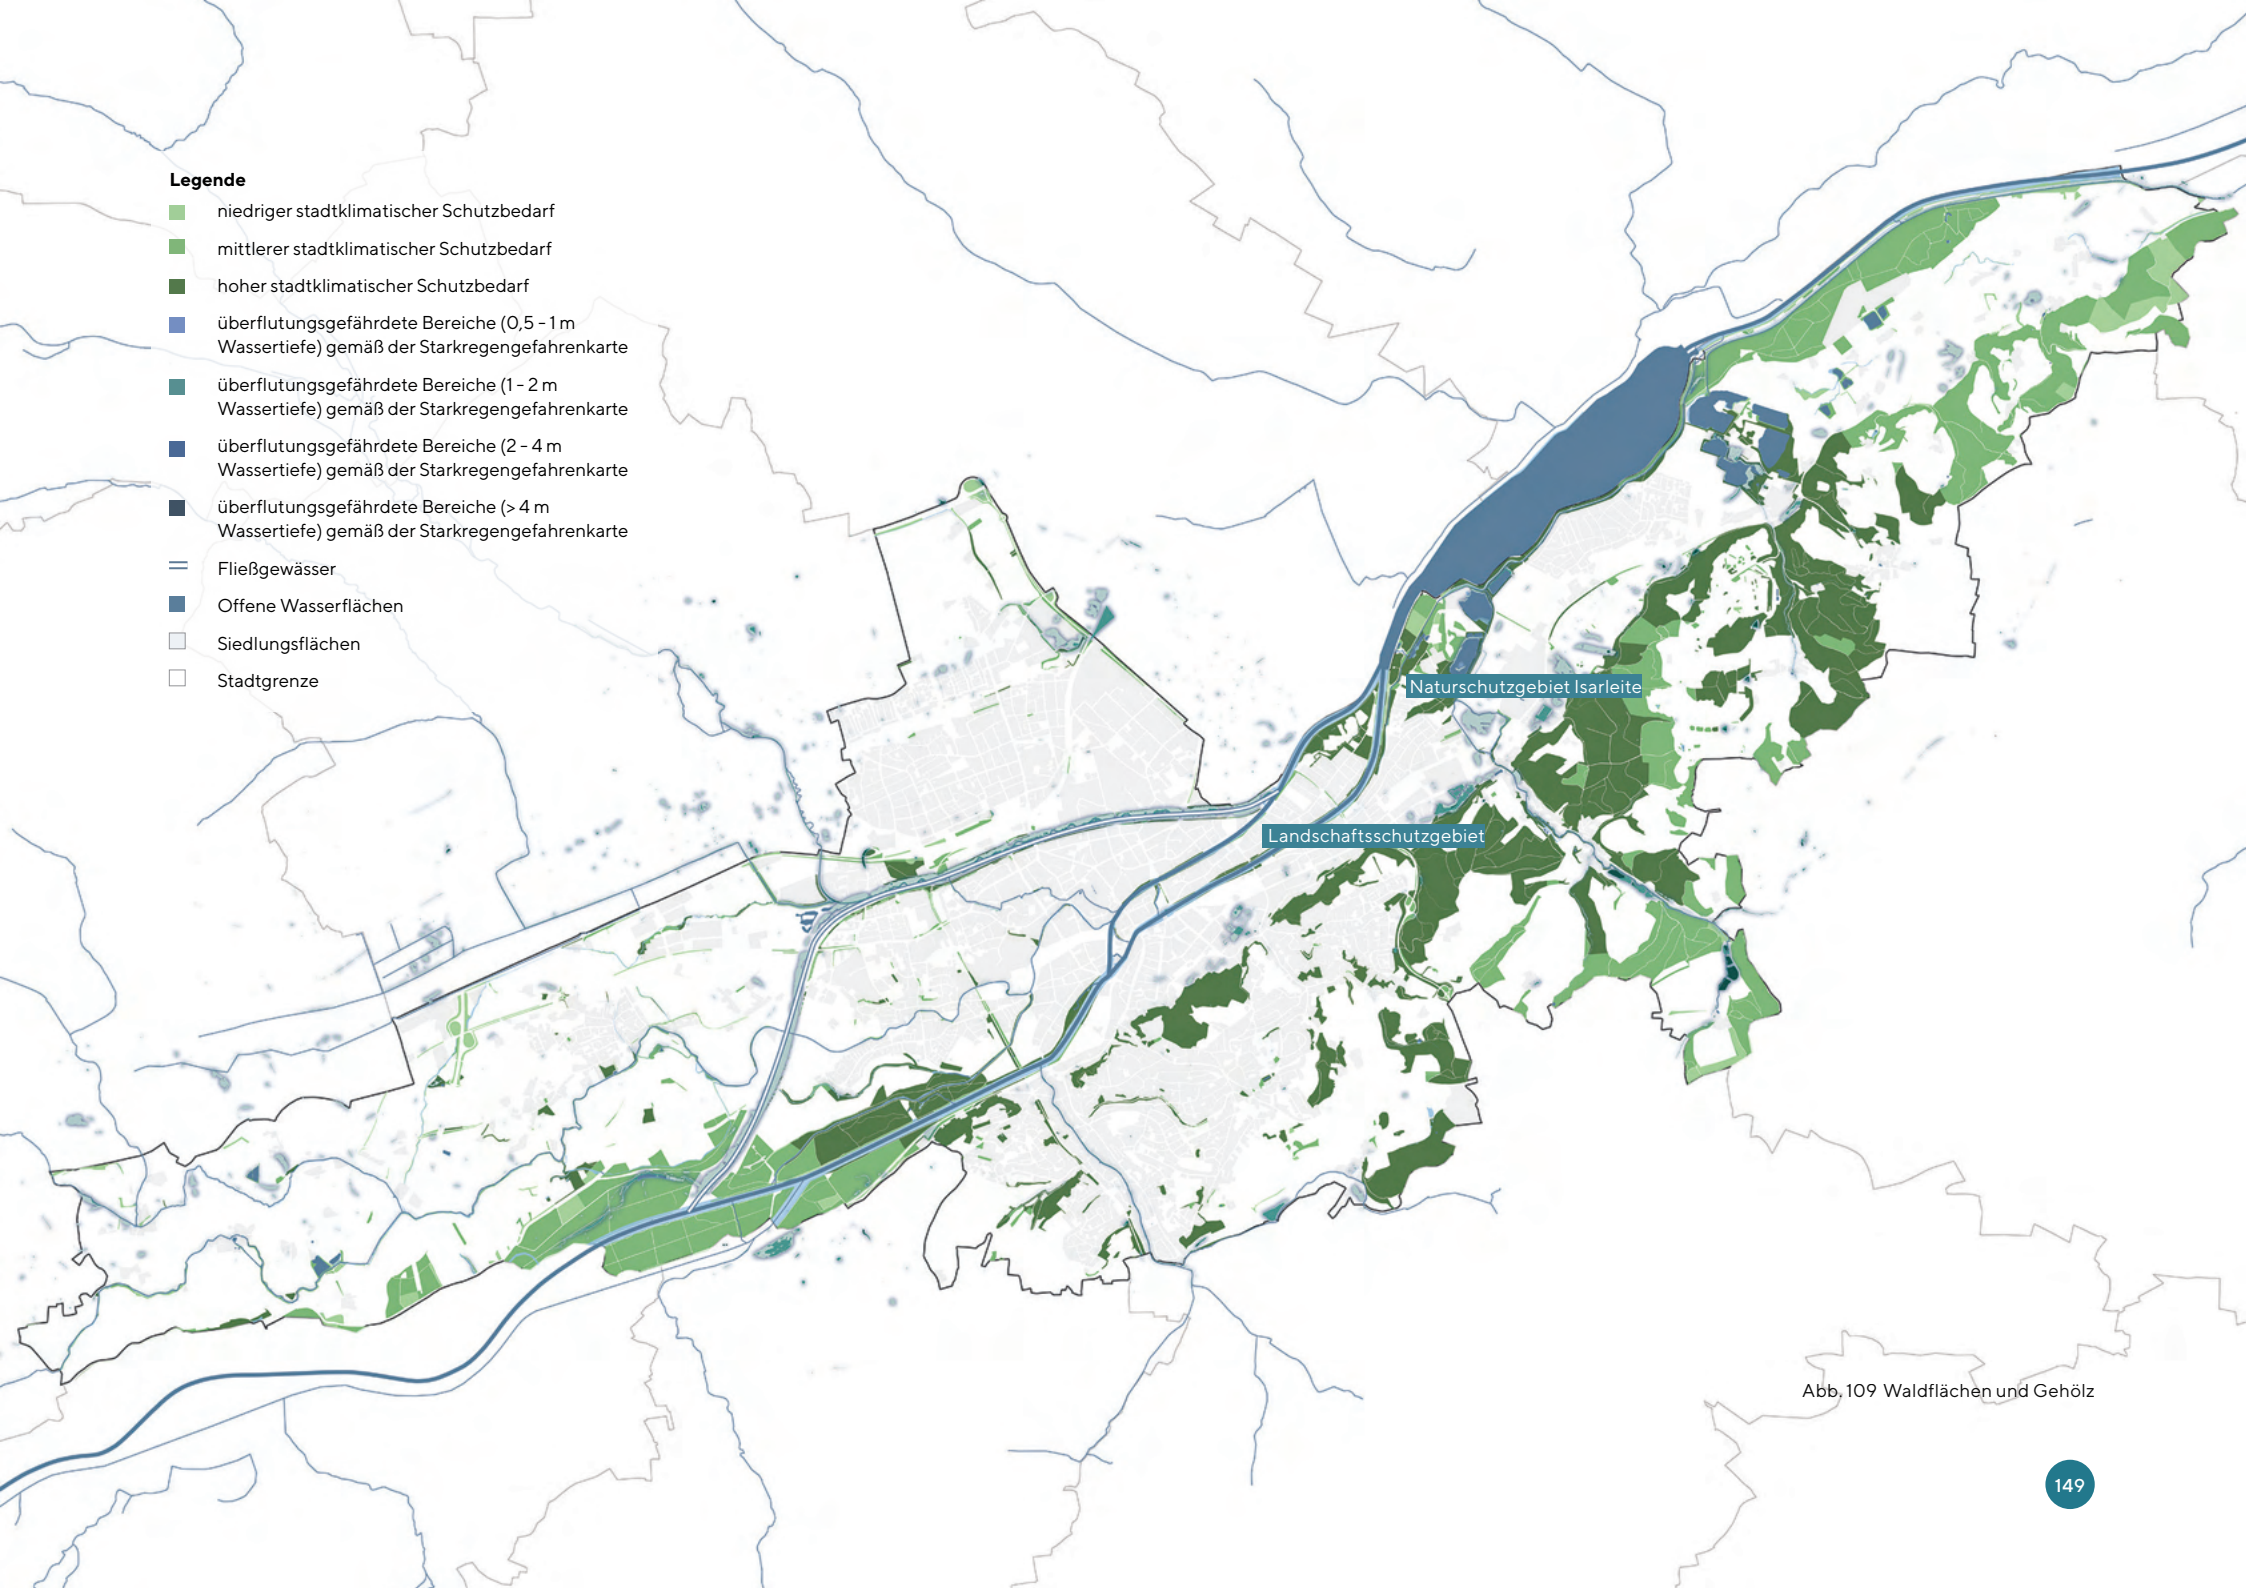 Legende
niedriger stadtklimatischer Schutzbedarf
mittlerer stadtklimatischer Schutzbedarf
hoher stadtklimatischer Schutzbedarf
überflutungsgefährdete Bereiche (0,5 - 1 m
Wassertiefe) gemäß der Starkregengefahrenkarte
überflutungsgefährdete Bereiche (1 - 2 m
Wassertiefe) gemäß der Starkregengefahrenkarte
überflutungsgefährdete Bereiche (2 - 4 m
Wassertiefe) gemäß der Starkregengefahrenkarte
überflutungsgefährdete Bereiche (> 4 m
Wassertiefe) gemäß der Starkregengefahrenkarte
Fließgewässer
Offene Wasserflächen
Siedlungsflächen
Stadtgrenze
Naturschutzgebiet Isarleite
Landschaftsschutzgebiet
Abb. 109 Waldflächen und Gehölz
149